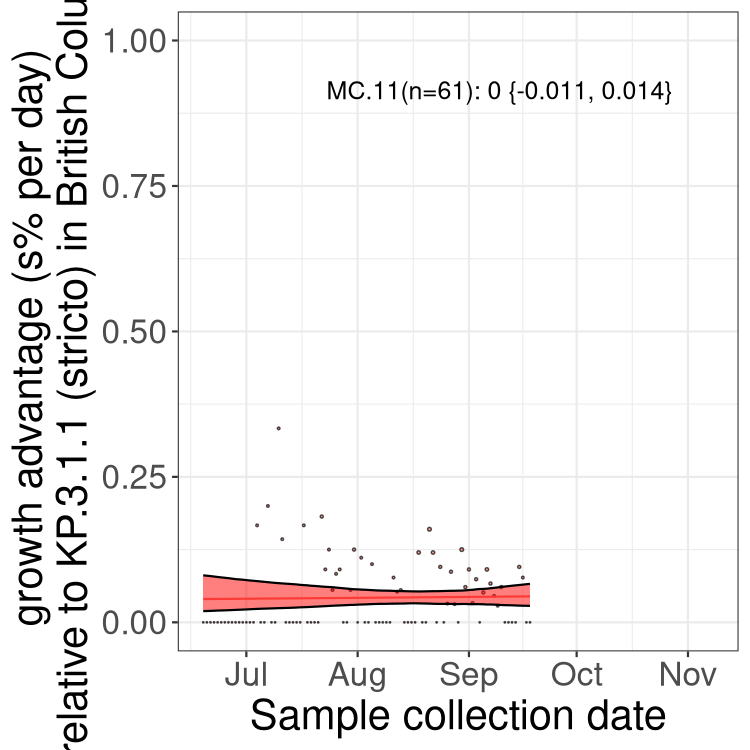 growth advantage (s% per day)
relative to KP.3.1.1 (stricto) in British Colu
1.00
0.75
0.50
0.25
0.00
MC.11(n=61): 0 {-0.011, 0.014}
Jul Aug Sep Oct Nov
Sample collection date